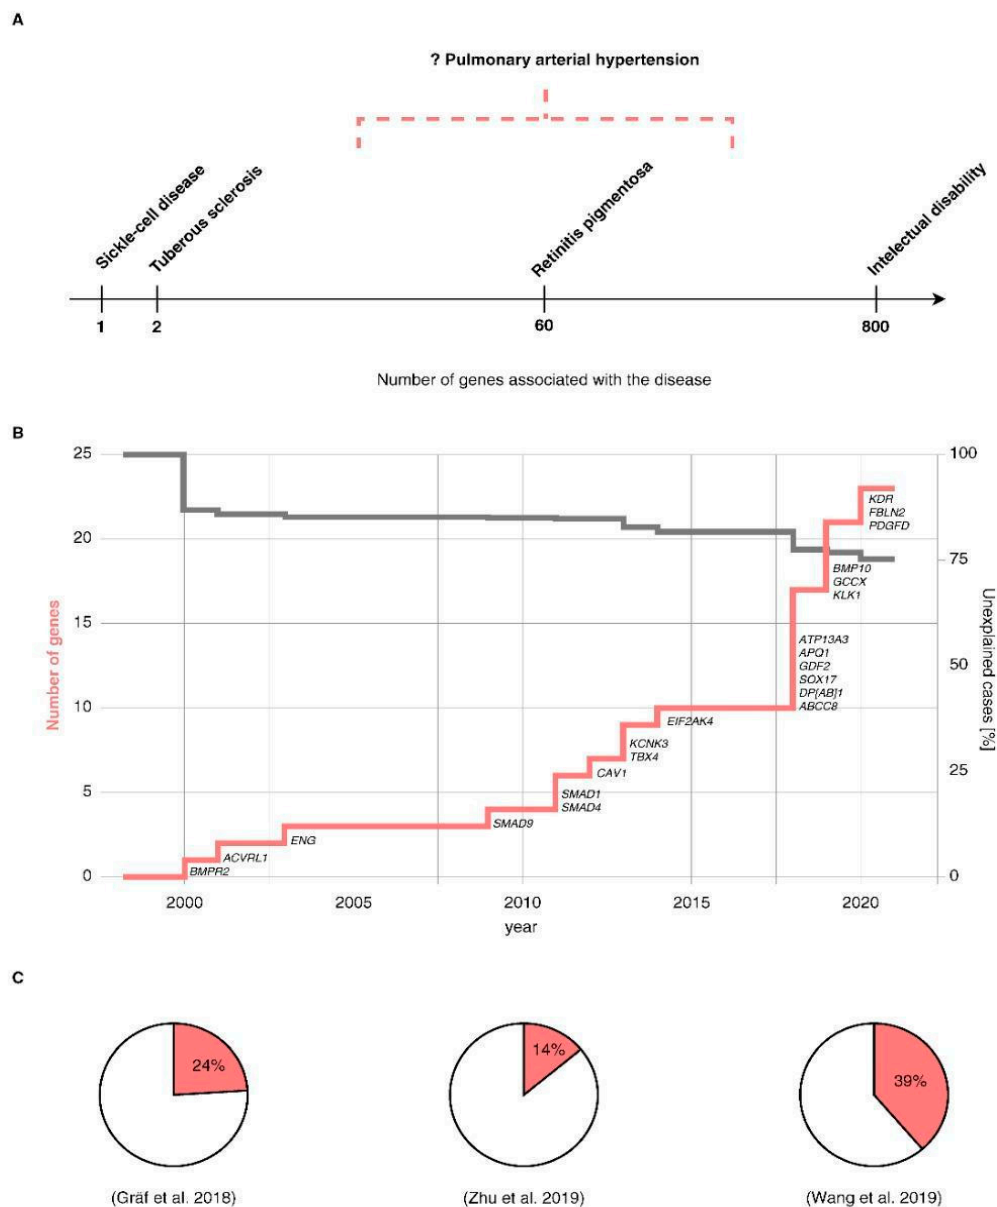 A
? Pulmonary arterial hypertension
Sickle-cell disease
Tuberous sclerosis
Retinitis pigmentosa
Intelectual disability
1
2
60
800
Number of genes associated with the disease
B
25
20
15
10
5
0
Number of genes
100
75
50
25
0
Unexplained cases [%]
KDR
FBLN2
PDGFD
BMP10
GCCX
KLK1
ATP13A3
APQ1
GDF2
SOX17
DP[AB]1
ABCC8
EIF2AK4
KCNK3
TBX4
CAV1
SMAD1
SMAD4
SMAD9
ENG
ACVRL1
BMPR2
2000
2005
2010
2015
2020
year
C
24%
14%
39%
(Gräf et al. 2018)
(Zhu et al. 2019)
(Wang et al. 2019)